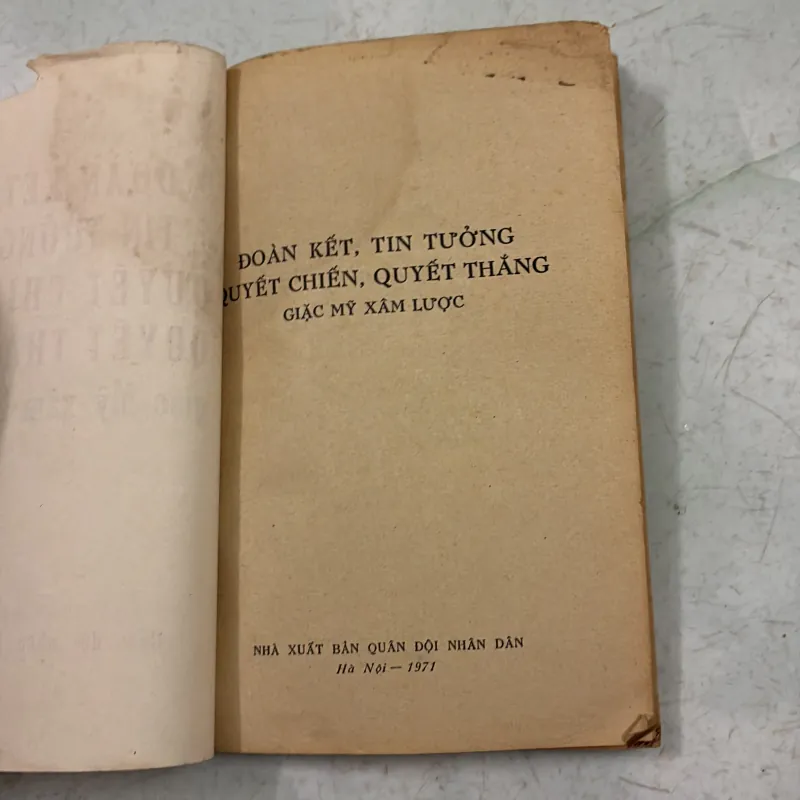 ĐOÀN KẾT, TIN TƯỞNG
QUYẾT CHIẾN, QUYẾT THẮNG
GIẶC MỸ XÂM LƯỢC
NHÀ XUẤT BẢN QUÂN ĐỘI NHÂN DÂN
Hà Nội — 1971